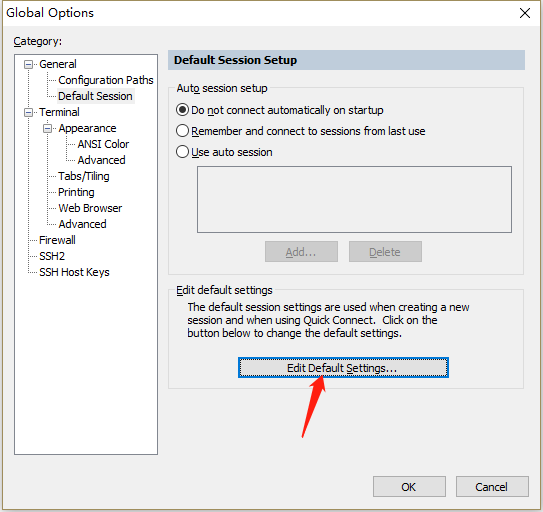 Global Options
Category:
General
Configuration Paths
Default Session
Terminal
Appearance
ANSI Color
Advanced
Tabs/Tiling
Printing
Web Browser
Advanced
Firewall
SSH2
SSH Host Keys
Default Session Setup
Auto session setup
Do not connect automatically on startup
Remember and connect to sessions from last use
Use auto session
Add...
Delete
Edit default settings
The default session settings are used when creating a new
session and when using Quick Connect.  Click on the
button below to change the default settings.
Edit Default Settings...
OK
Cancel